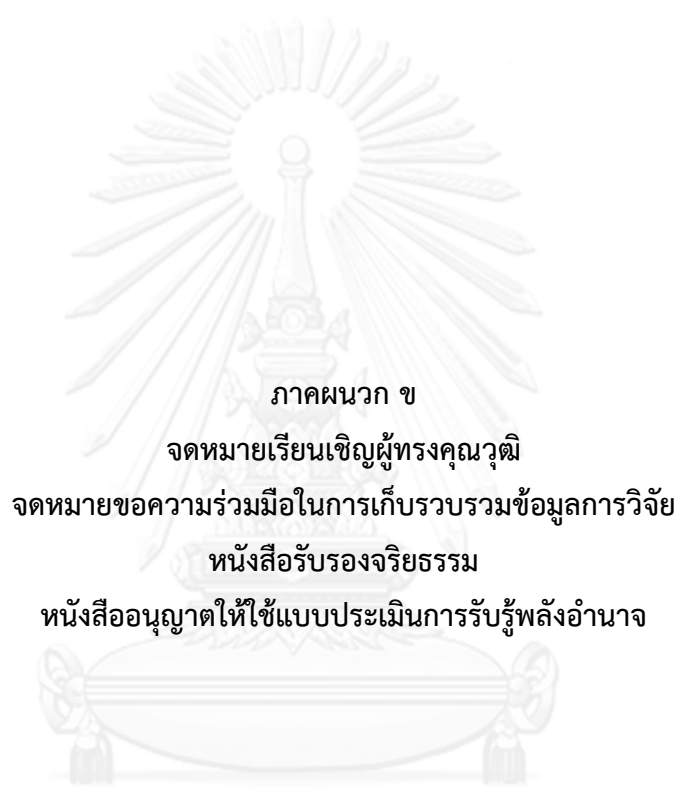 ภาคผนวก ข
จดหมายเรียนเชิญผู้ทรงคุณวุฒิ
จดหมายขอความร่วมมือในการเก็บรวบรวมข้อมูลการวิจัย
หนังสือรับรองจริยธรรม
หนังสืออนุญาตให้ใช้แบบประเมินการรับรู้พลังอำนาจ